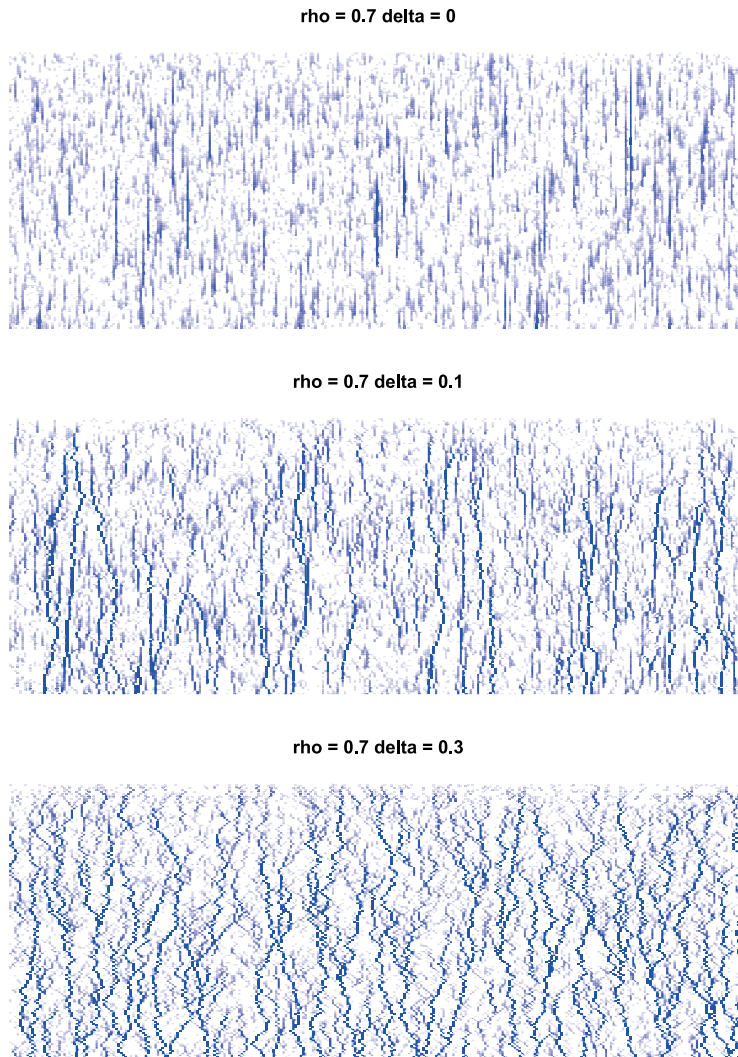 rho = 0.7 delta = 0
rho = 0.7 delta = 0.1
rho = 0.7 delta = 0.3